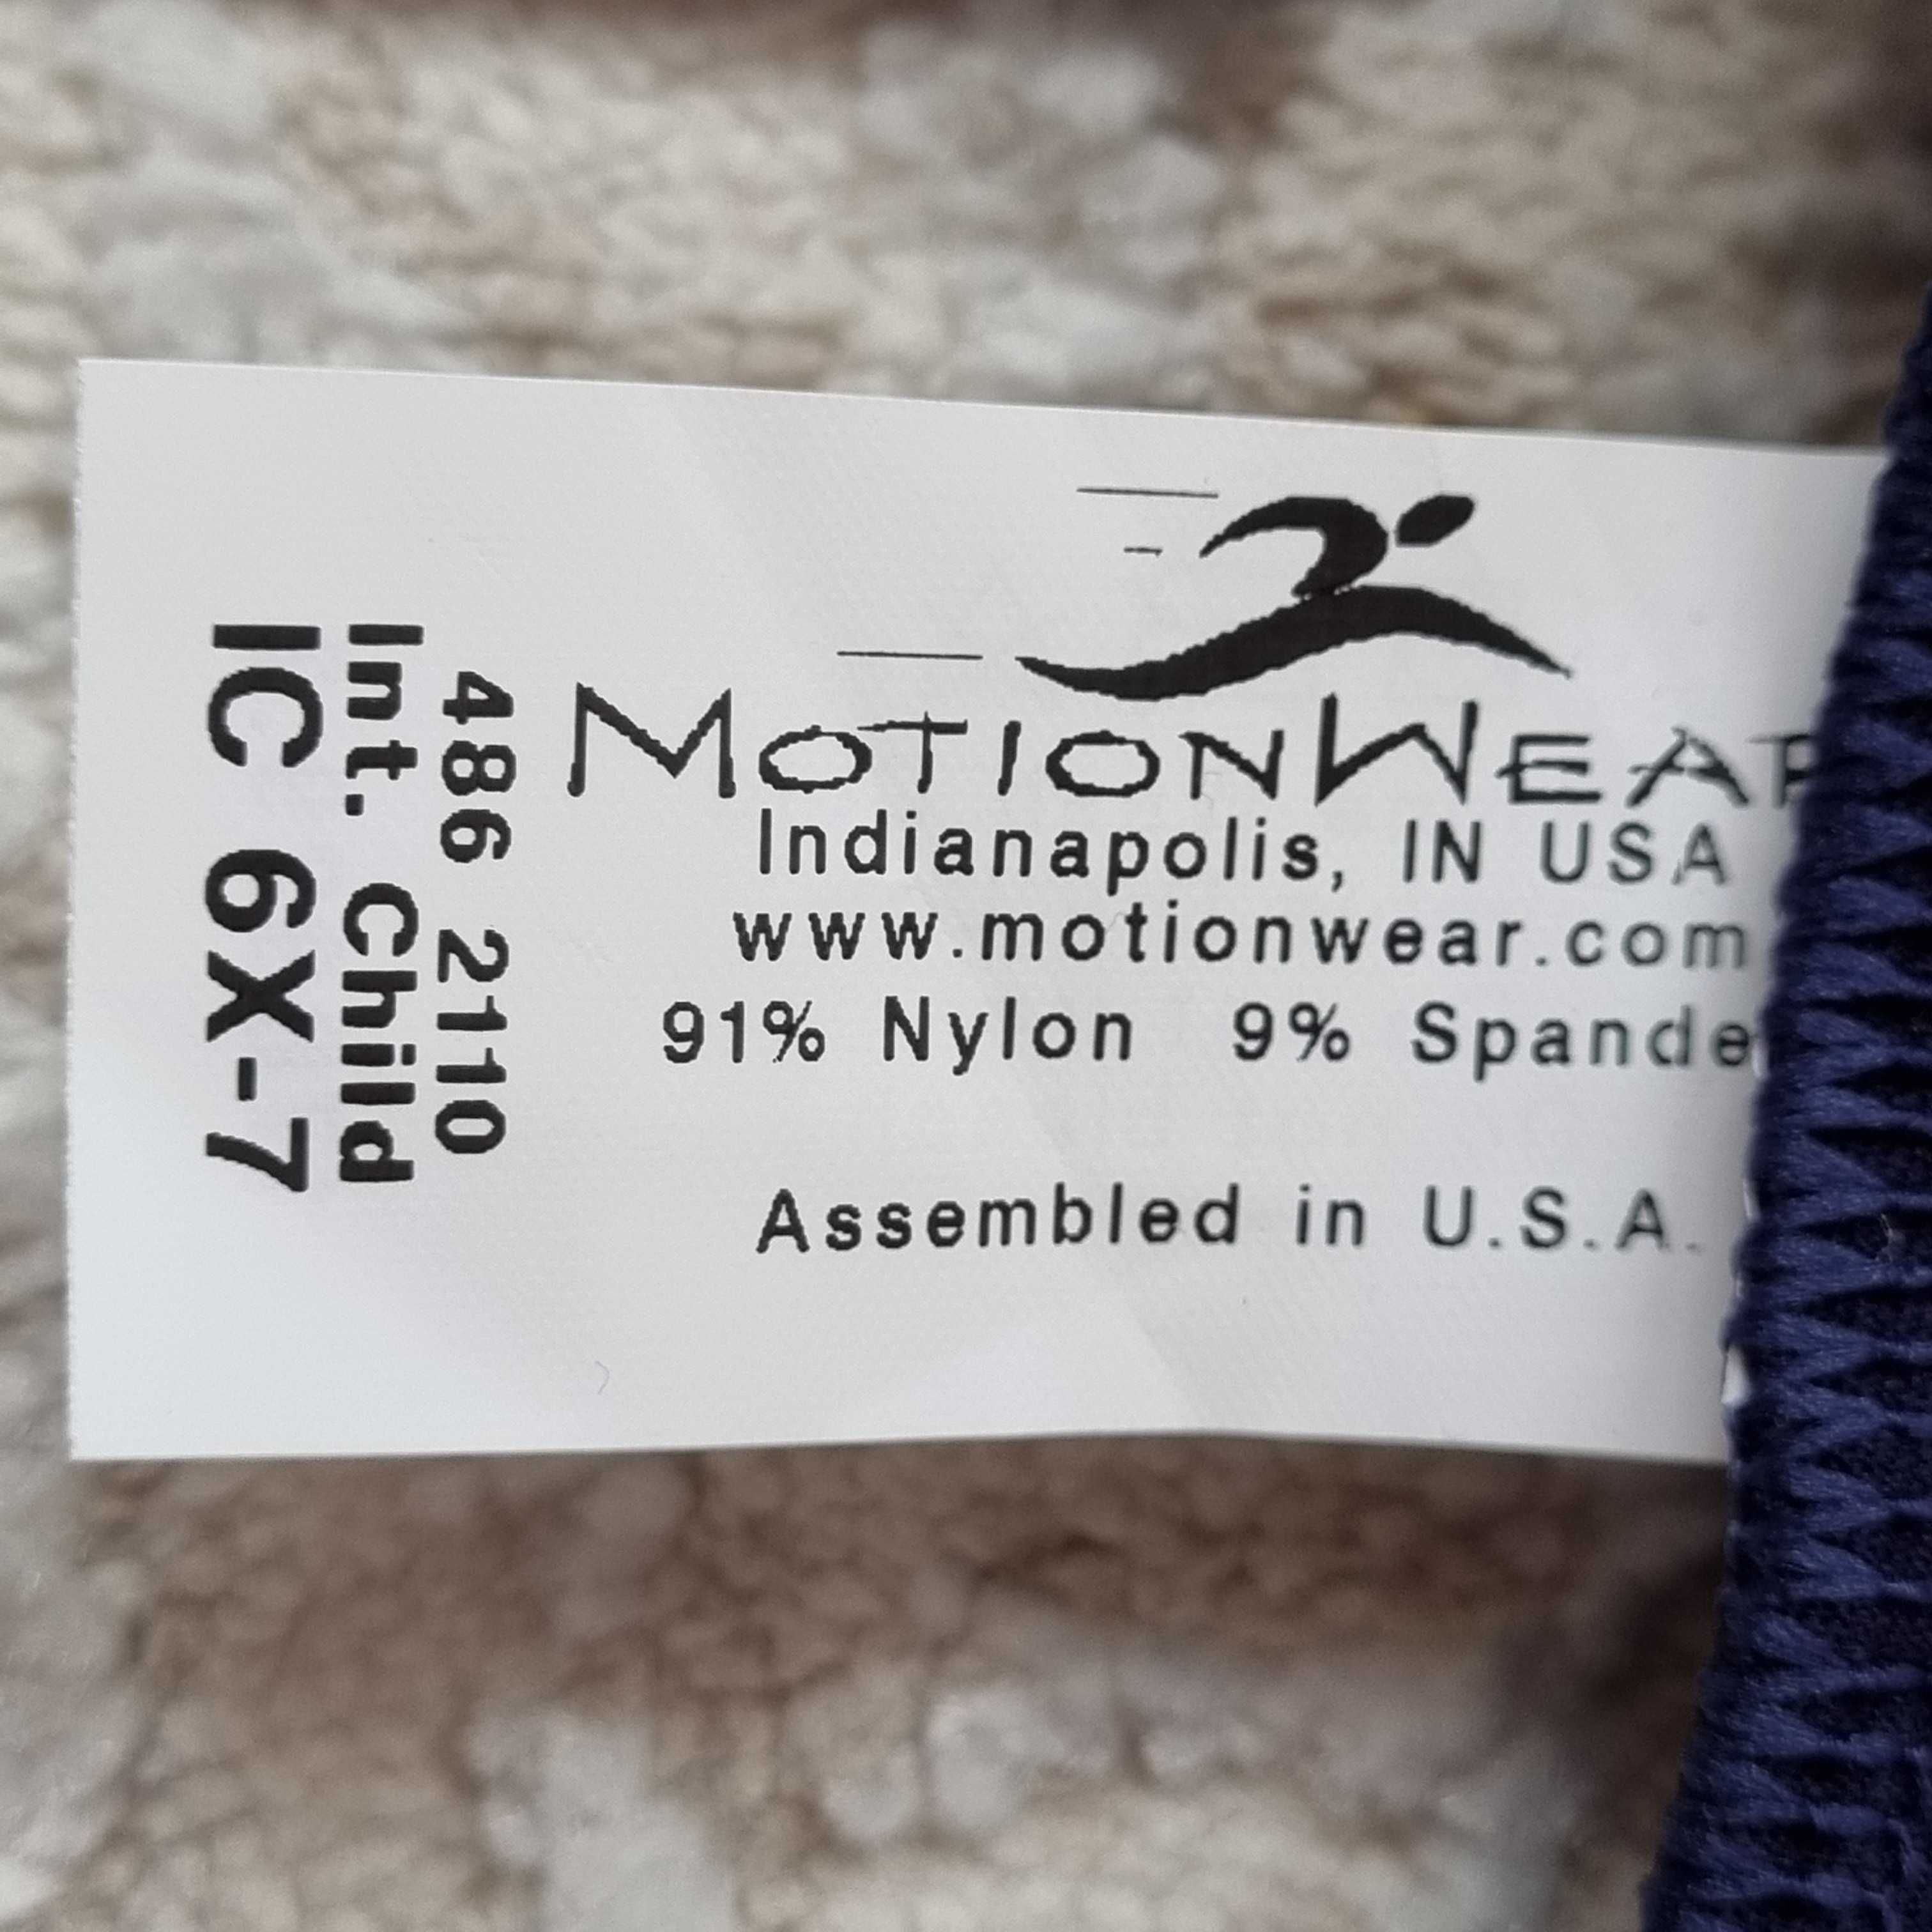 MOTIONWEAR
Indianapolis, IN USA
www.motionwear.com
91% Nylon 9% Spande
Assembled in U.S.A.
486 2110
Int. Child
IC 6X-7